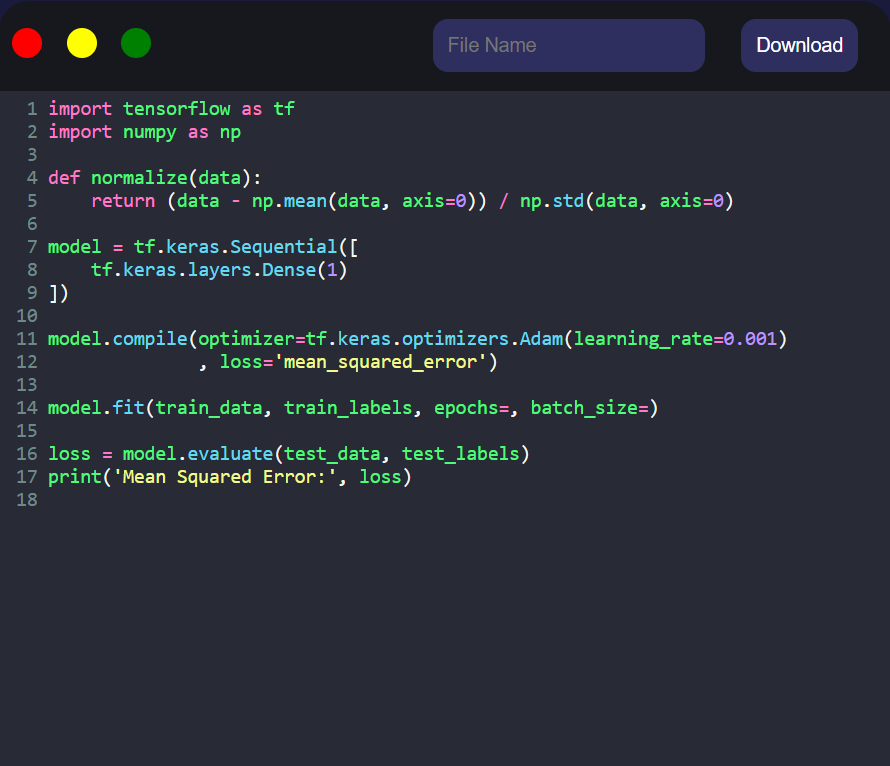 File Name
Download
1 import tensorflow as tf
2 import numpy as np
3
4 def normalize(data):
5     return (data - np.mean(data, axis=0)) / np.std(data, axis=0)
6
7 model = tf.keras.Sequential([
8     tf.keras.layers.Dense(1)
9 ])
10
11 model.compile(optimizer=tf.keras.optimizers.Adam(learning_rate=0.001)
12               , loss='mean_squared_error')
13
14 model.fit(train_data, train_labels, epochs=, batch_size=)
15
16 loss = model.evaluate(test_data, test_labels)
17 print('Mean Squared Error:', loss)
18